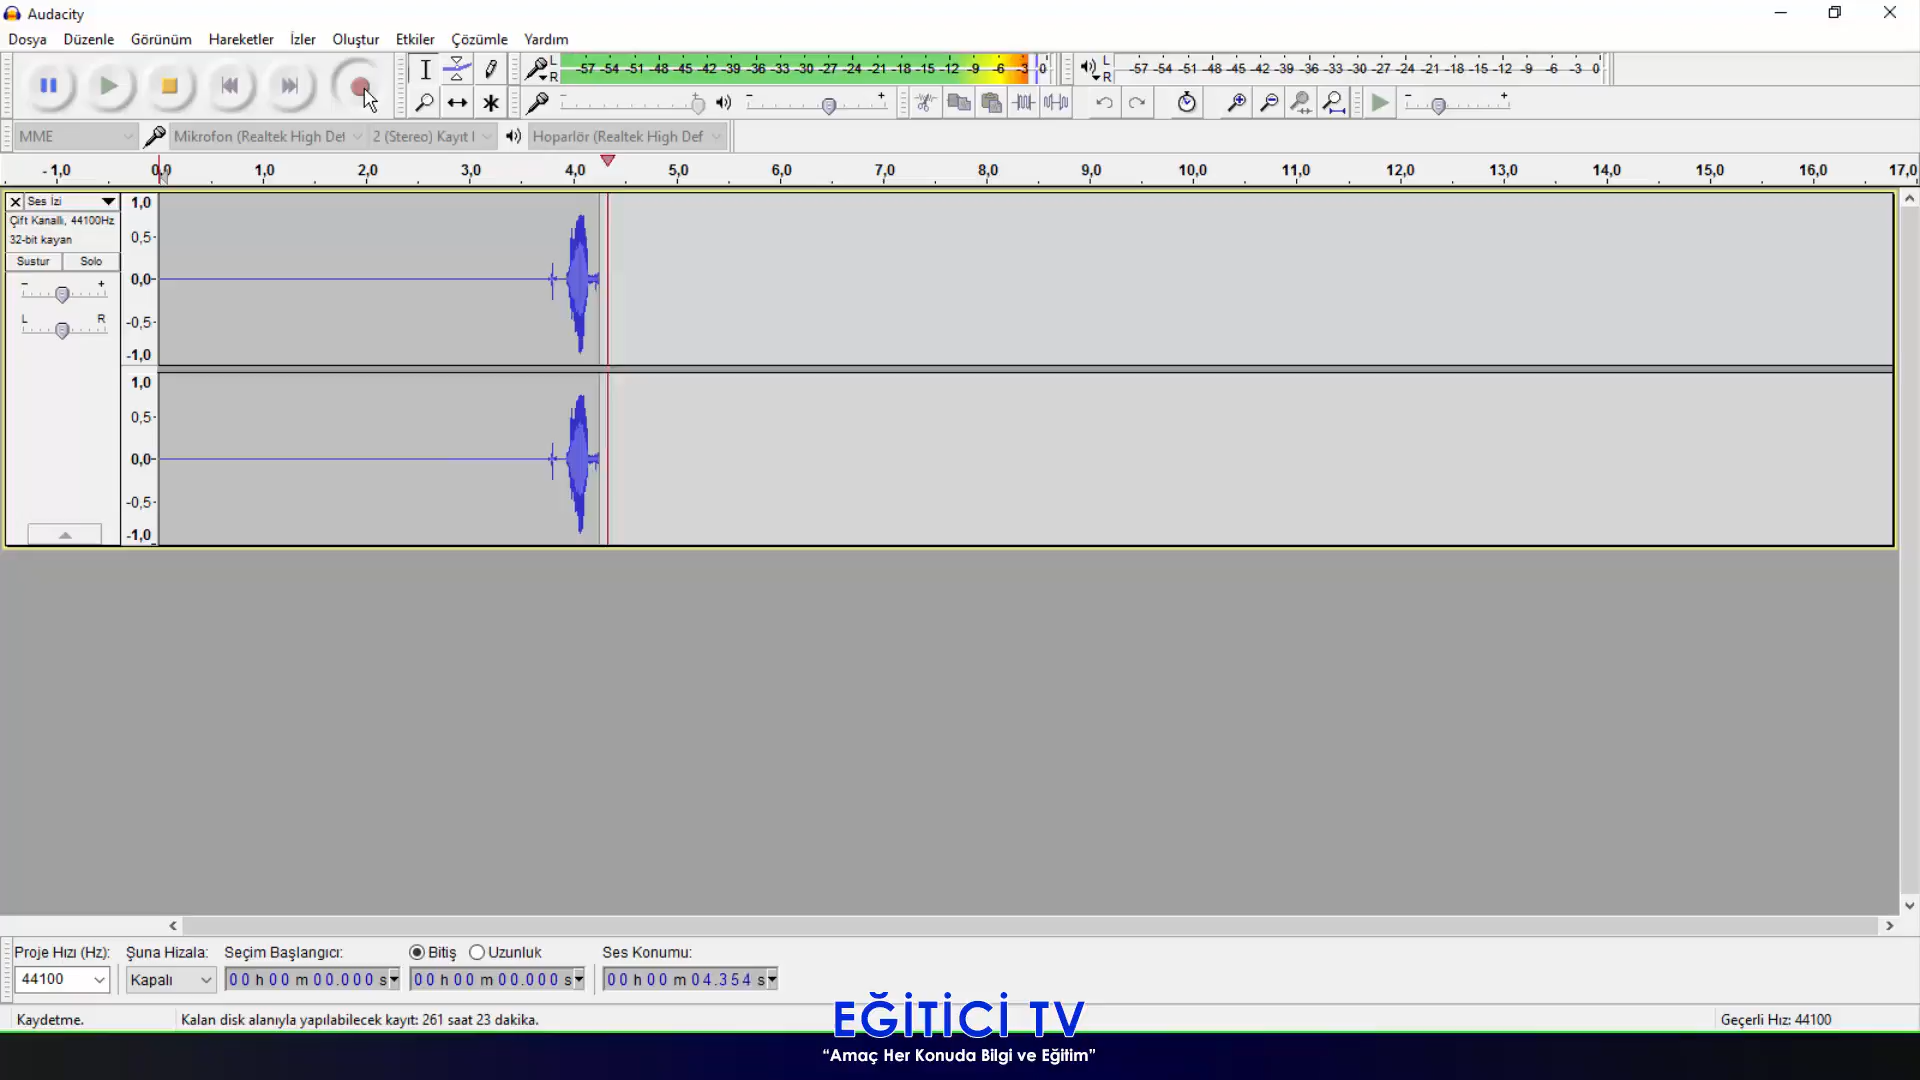 Audacity
Dosya Düzenle Görünüm Hareketler İzler Oluştur Etkiler Çözümle Yardım
L
R
-57 -54 -51 -48 -45 -42 -39 -36 -33 -30 -27 -24 -21 -18 -15 -12 -9 -6 -3 0
L
R
-57 -54 -51 -48 -45 -42 -39 -36 -33 -30 -27 -24 -21 -18 -15 -12 -9 -6 -3 0
MME Mikrofon (Realtek High Def 2 (Stereo) Kayıt Hoparlör (Realtek High Def
-1,0 0,0 1,0 2,0 3,0 4,0 5,0 6,0 7,0 8,0 9,0 10,0 11,0 12,0 13,0 14,0 15,0 16,0 17,0
Ses İzi
Çift Kanallı, 44100Hz
32-bit kayan
Sustur Solo
L R
1,0
0,5
0,0
-0,5
-1,0
1,0
0,5
0,0
-0,5
-1,0
Proje Hızı (Hz): Şuna Hizala: Seçim Başlangıcı: Bitiş Uzunluk Ses Konumu:
44100 Kapalı 00 h 00 m 00.000 s 00 h 00 m 00.000 s 00 h 00 m 04.354 s
Kaydetme. Kalan disk alanıyla yapılabilecek kayıt: 261 saat 23 dakika. Geçerli Hız: 44100
EĞİTİCİ TV
“Amaç Her Konuda Bilgi ve Eğitim”